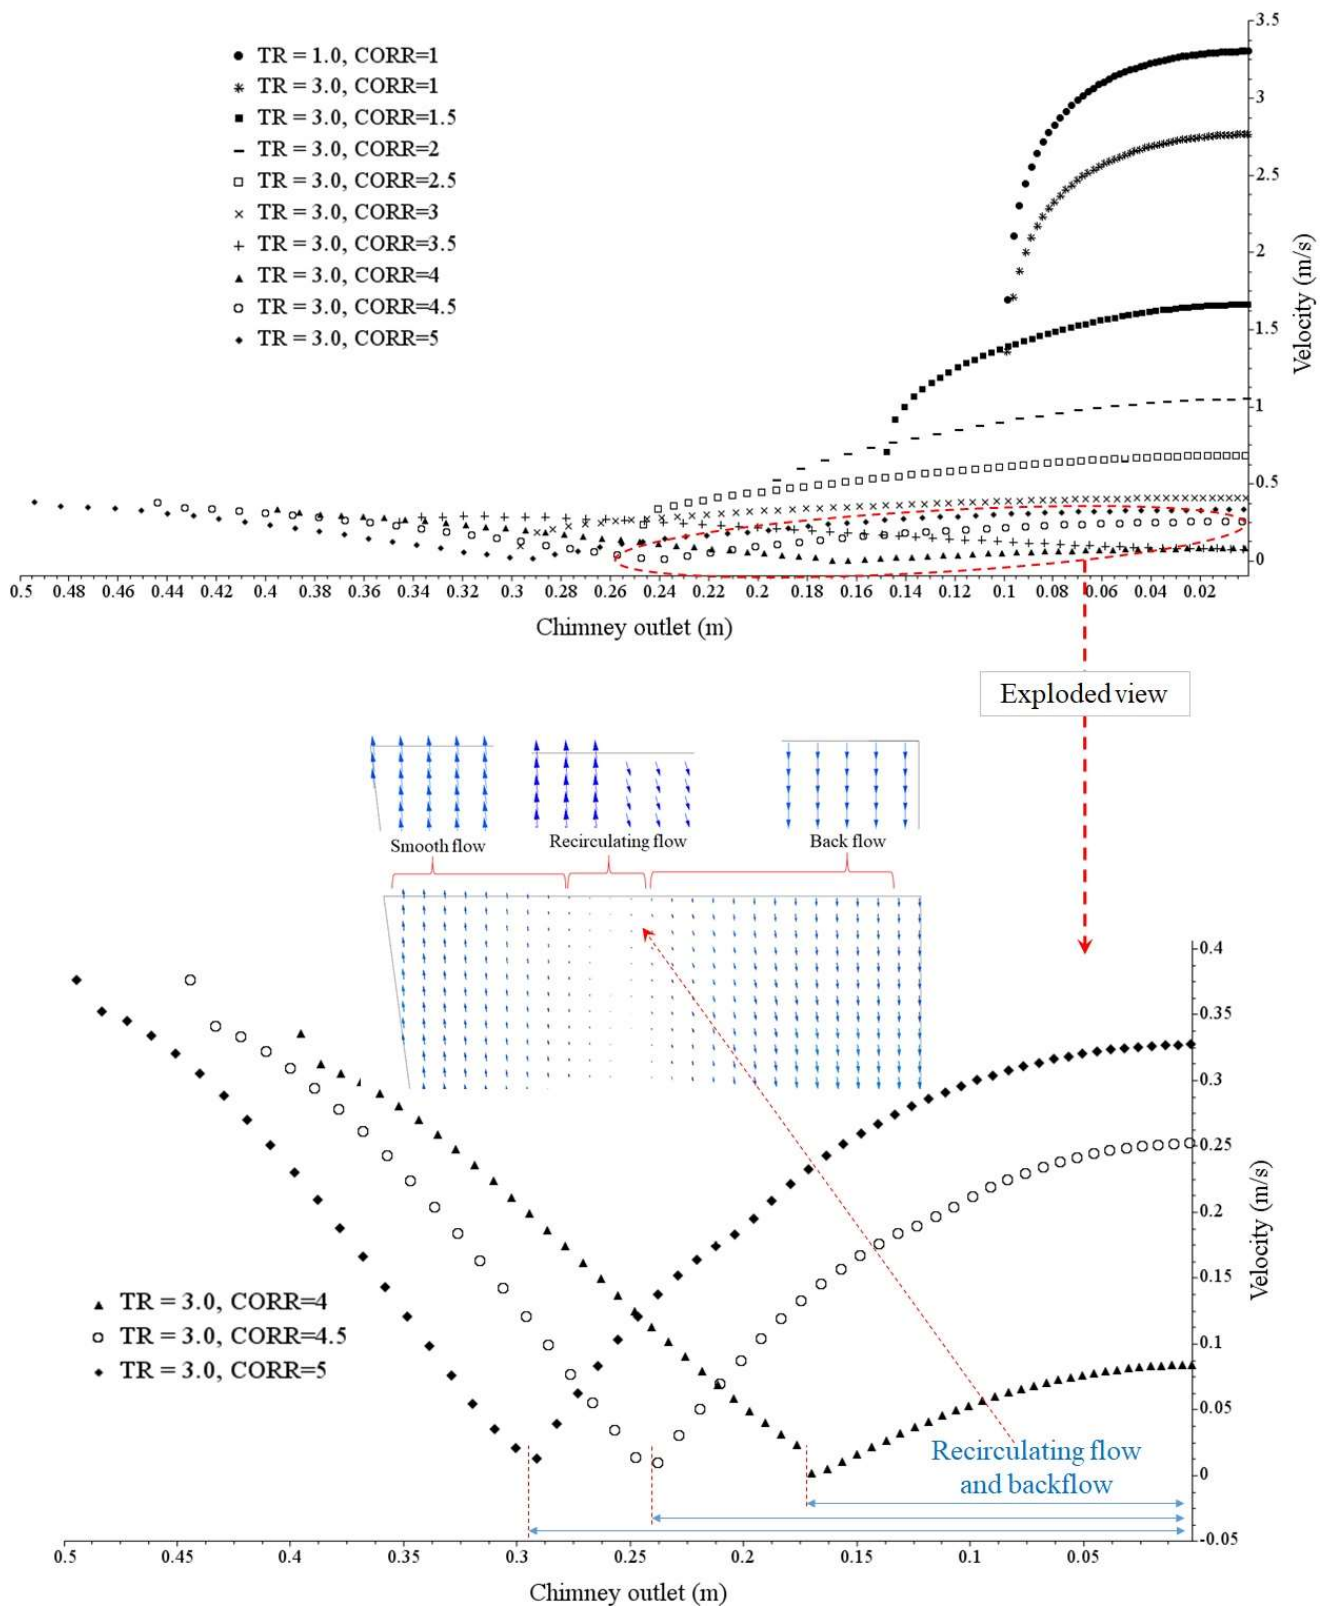 TR = 1.0, CORR=1
TR = 3.0, CORR=1
TR = 3.0, CORR=1.5
TR = 3.0, CORR=2
TR = 3.0, CORR=2.5
TR = 3.0, CORR=3
TR = 3.0, CORR=3.5
TR = 3.0, CORR=4
TR = 3.0, CORR=4.5
TR = 3.0, CORR=5
3.5
3
2.5
2
1.5
1
0.5
0
Velocity (m/s)
0.5 0.48 0.46 0.44 0.42 0.4 0.38 0.36 0.34 0.32 0.3 0.28 0.26 0.24 0.22 0.2 0.18 0.16 0.14 0.12 0.1 0.08 0.06 0.04 0.02
Chimney outlet (m)
Exploded view
Smooth flow Recirculating flow Back flow
0.4
0.35
0.3
0.25
0.2
0.15
0.1
0.05
0
-0.05
Velocity (m/s)
TR = 3.0, CORR=4
TR = 3.0, CORR=4.5
TR = 3.0, CORR=5
Recirculating flow
and backflow
0.5 0.45 0.4 0.35 0.3 0.25 0.2 0.15 0.1 0.05
Chimney outlet (m)